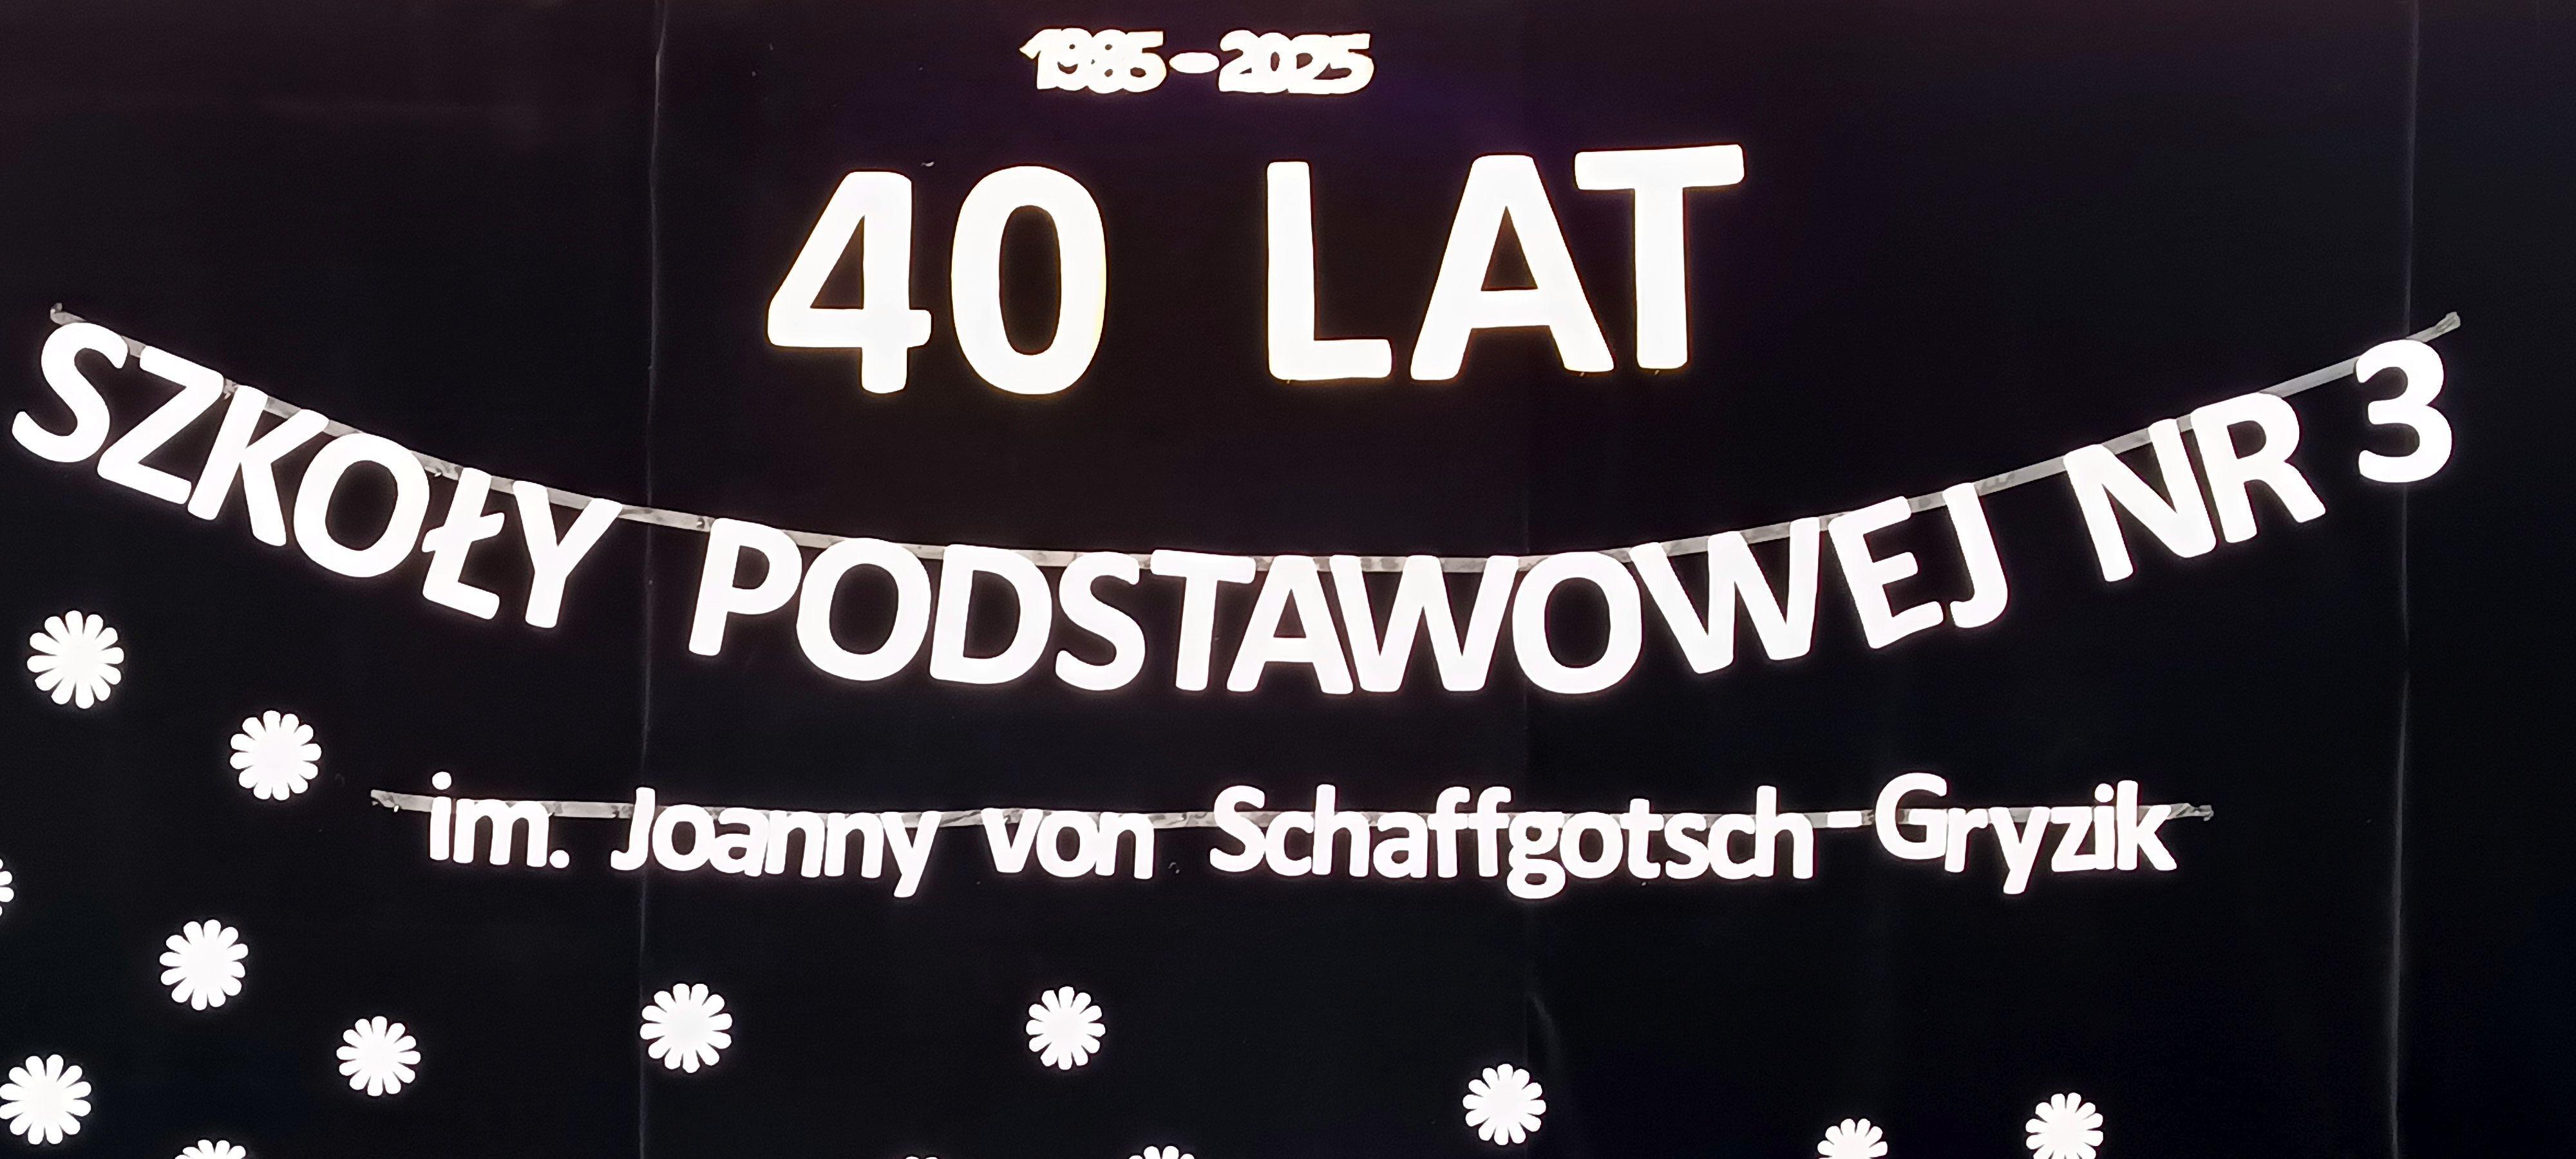 1985-2025
40 LAT
SZKOŁY PODSTAWOWEJ NR 3
im. Joanny von Schaffgotsch-Gryzik